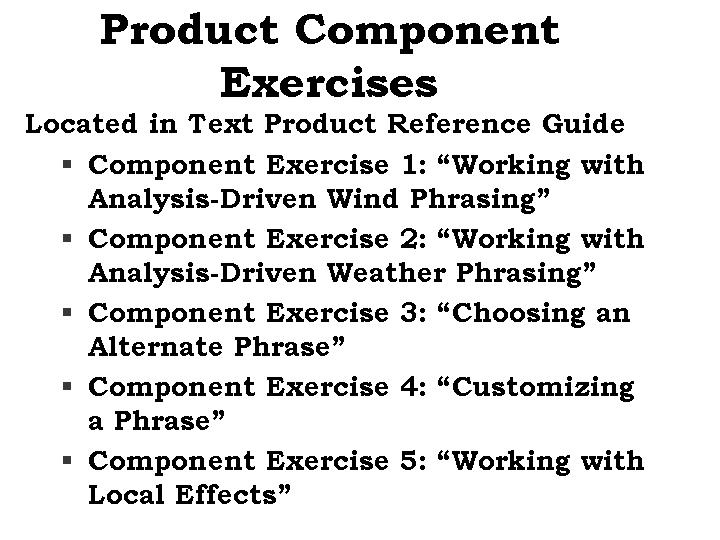 Product Component
Exercises
Located in Text Product Reference Guide
▪ Component Exercise 1: “Working with
Analysis-Driven Wind Phrasing”
▪ Component Exercise 2: “Working with
Analysis-Driven Weather Phrasing”
▪ Component Exercise 3: “Choosing an
Alternate Phrase”
▪ Component Exercise 4: “Customizing
a Phrase”
▪ Component Exercise 5: “Working with
Local Effects”